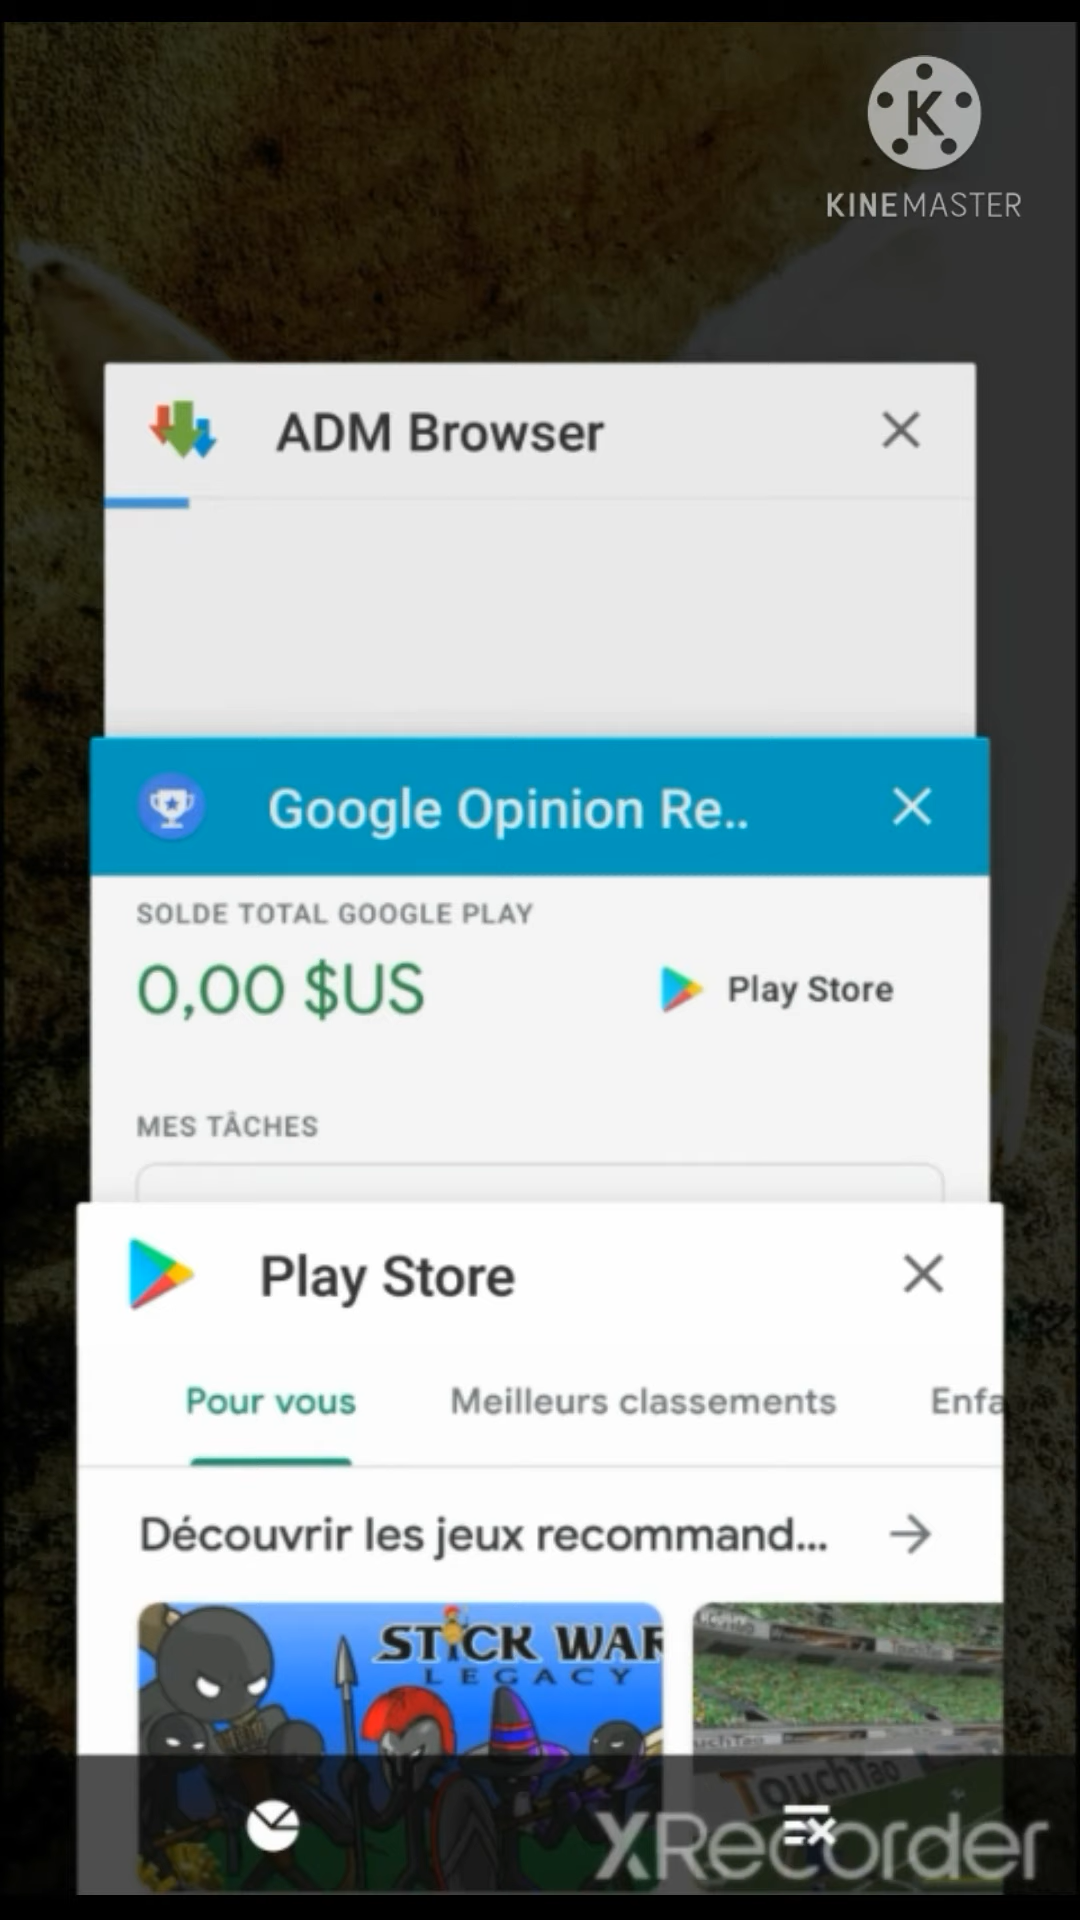 K
KINEMASTER
ADM Browser
Google Opinion Re..
SOLDE TOTAL GOOGLE PLAY
0,00 $US
Play Store
MES TÂCHES
Play Store
Pour vous
Meilleurs classements
Enfa
Découvrir les jeux recommand...
STICK WAR
LEGACY
TouchTao
XRecorder